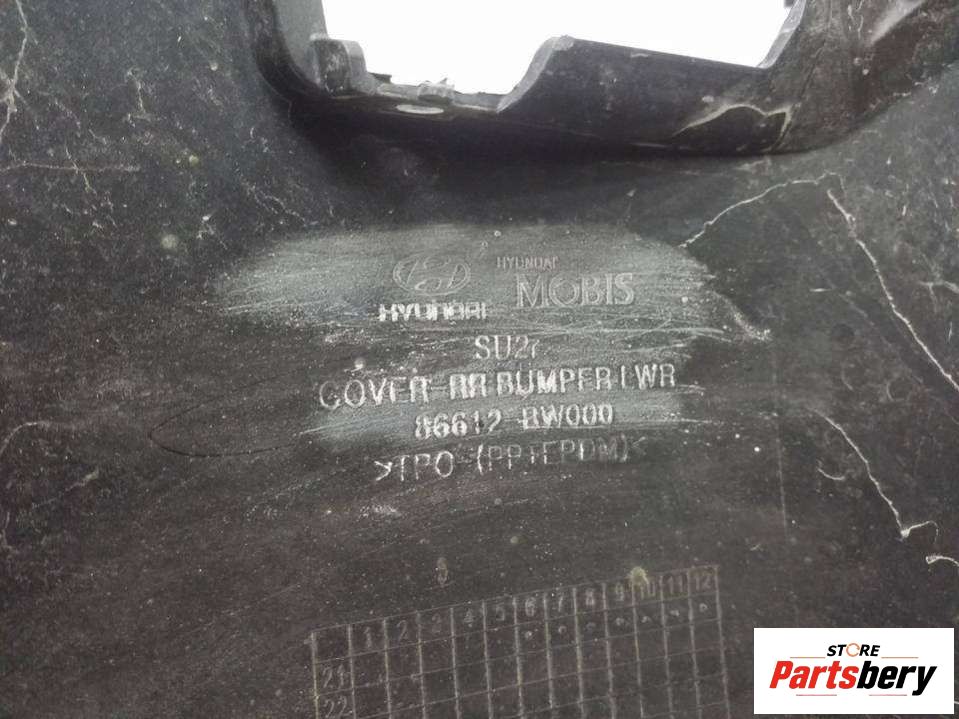 HYUNDAI
MOBIS
HYUNDAI
SU2r
COVER-RR BUMPER LWR
86612-BW000
>TPO (PP+EPDM)<
1 2 3 4 5 6 7 8 9 10 11 12
21
22
STORE
Partsbery